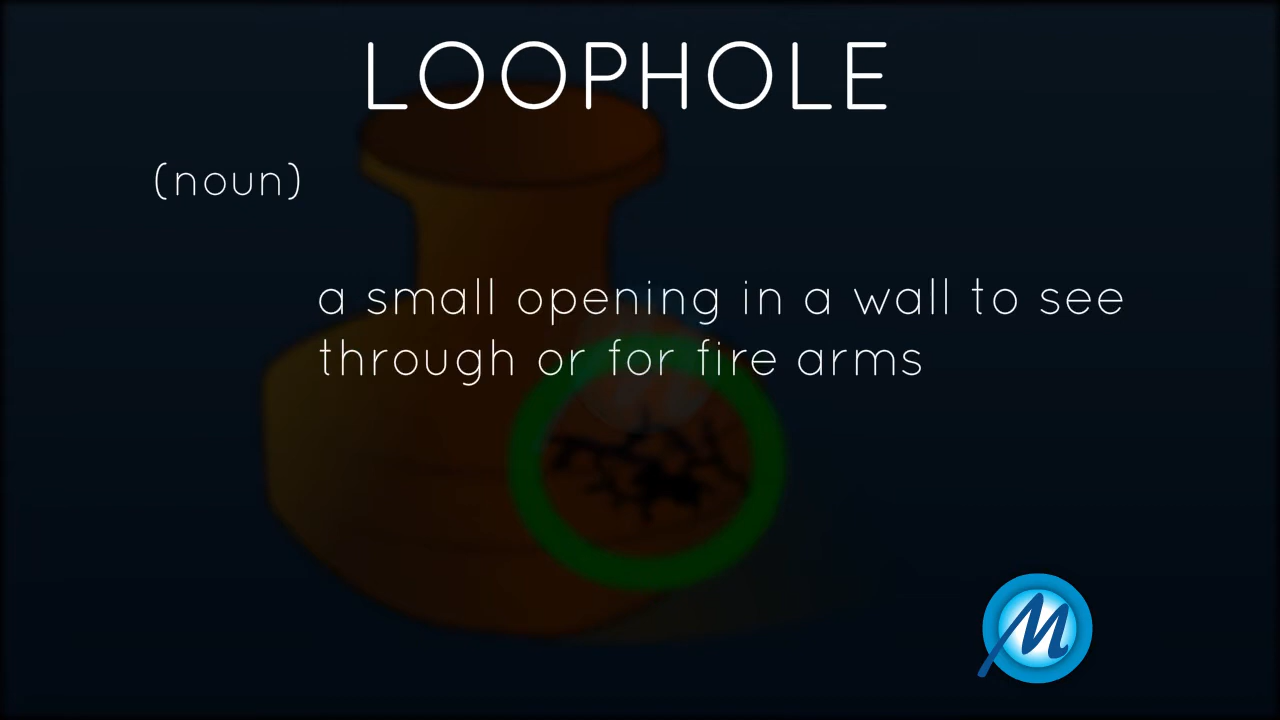 LOOPHOLE
(noun)
a small opening in a wall to see
through or for fire arms
M